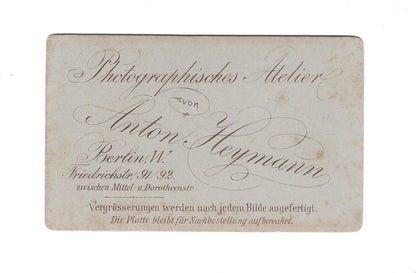 Photographisches Atelier
von
Anton Heymann
Berlin, W.
Friedrichstr. 91/92.
zwischen Mittel- u. Dorotheenstr.
Vergrösserungen werden nach jedem Bilde angefertigt.
Die Platte bleibt für Nachbestellung aufbewahrt.